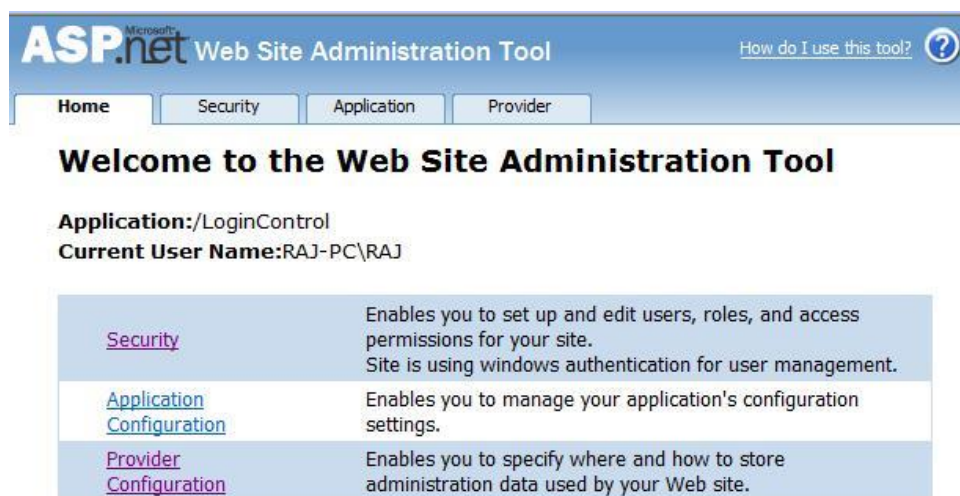 Microsoft
ASP.net Web Site Administration Tool
How do I use this tool? ?
Home Security Application Provider
Welcome to the Web Site Administration Tool
Application:/LoginControl
Current User Name:RAJ-PC\RAJ
Security
Enables you to set up and edit users, roles, and access
permissions for your site.
Site is using windows authentication for user management.
Application
Configuration
Enables you to manage your application's configuration
settings.
Provider
Configuration
Enables you to specify where and how to store
administration data used by your Web site.